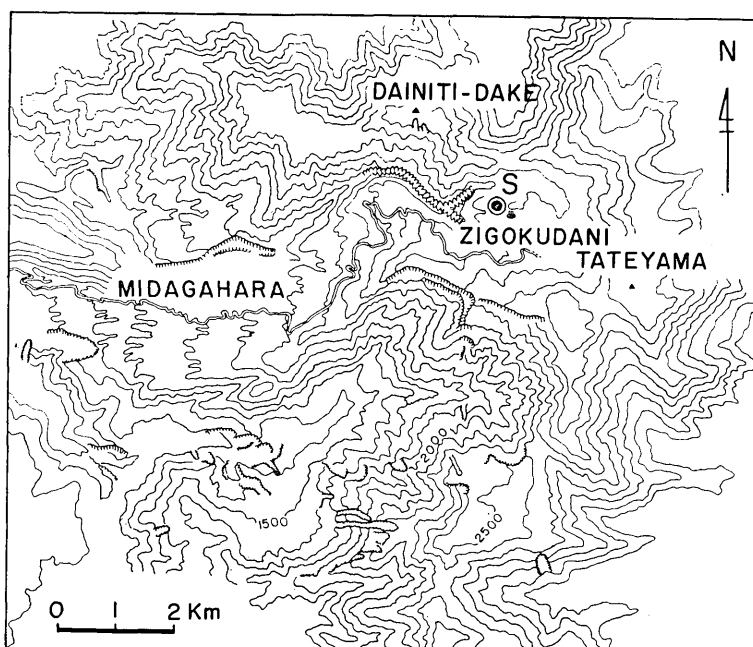 N
DAINITI-DAKE
S
ZIGOKUDANI
TATEYAMA
MIDAGAHARA
2000
1500
2500
0 1 2 Km